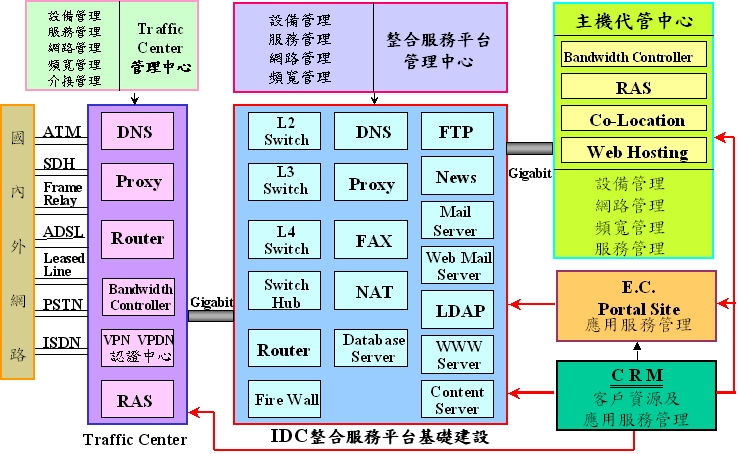 設備管理
服務管理
網路管理
頻寬管理
介接管理
Traffic
Center
管理中心
設備管理
服務管理
網路管理
頻寬管理
整合服務平台
管理中心
主機代管中心
Bandwidth Controller
RAS
Co-Location
Web Hosting
設備管理
網路管理
頻寬管理
服務管理
國
內
外
網
路
ATM
SDH
Frame
Relay
ADSL
Leased
Line
PSTN
ISDN
DNS
Proxy
Router
Bandwidth
Controller
VPN VPDN
認證中心
RAS
Traffic Center
Gigabit
L2
Switch
L3
Switch
L4
Switch
Switch
Hub
Router
Fire Wall
DNS
Proxy
FAX
NAT
Database
Server
FTP
News
Mail
Server
Web Mail
Server
LDAP
WWW
Server
Content
Server
IDC整合服務平台基礎建設
Gigabit
E.C.
Portal Site
應用服務管理
CRM
客戶資源及
應用服務管理